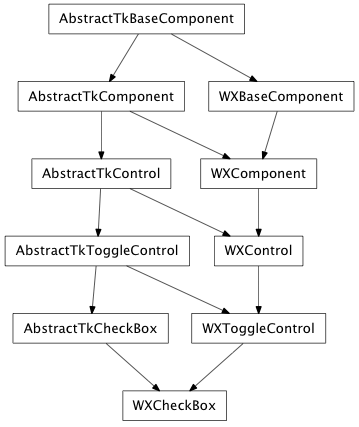 AbstractTkBaseComponent
AbstractTkComponent
WXBaseComponent
AbstractTkControl
WXComponent
AbstractTkToggleControl
WXControl
AbstractTkCheckBox
WXToggleControl
WXCheckBox